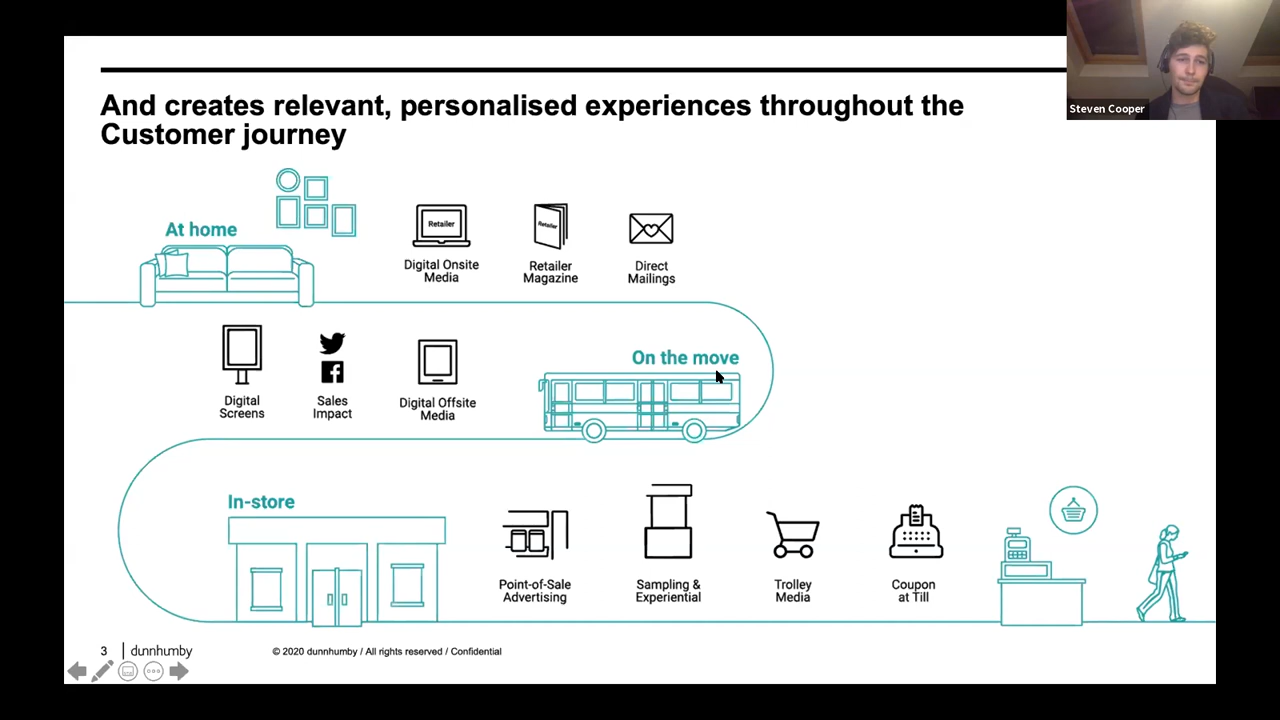 And creates relevant, personalised experiences throughout the
Customer journey
Steven Cooper
At home
Retailer
Digital Onsite
Media
Retailer
Retailer
Magazine
Direct
Mailings
On the move
Digital
Screens
Sales
Impact
Digital Offsite
Media
In-store
Point-of-Sale
Advertising
Sampling &
Experiential
Trolley
Media
Coupon
at Till
3
dunnhumby
© 2020 dunnhumby / All rights reserved / Confidential